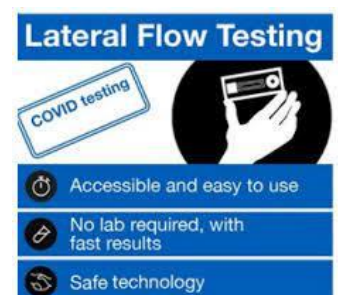 Lateral Flow Testing
COVID testing
Accessible and easy to use
No lab required, with
fast results
Safe technology